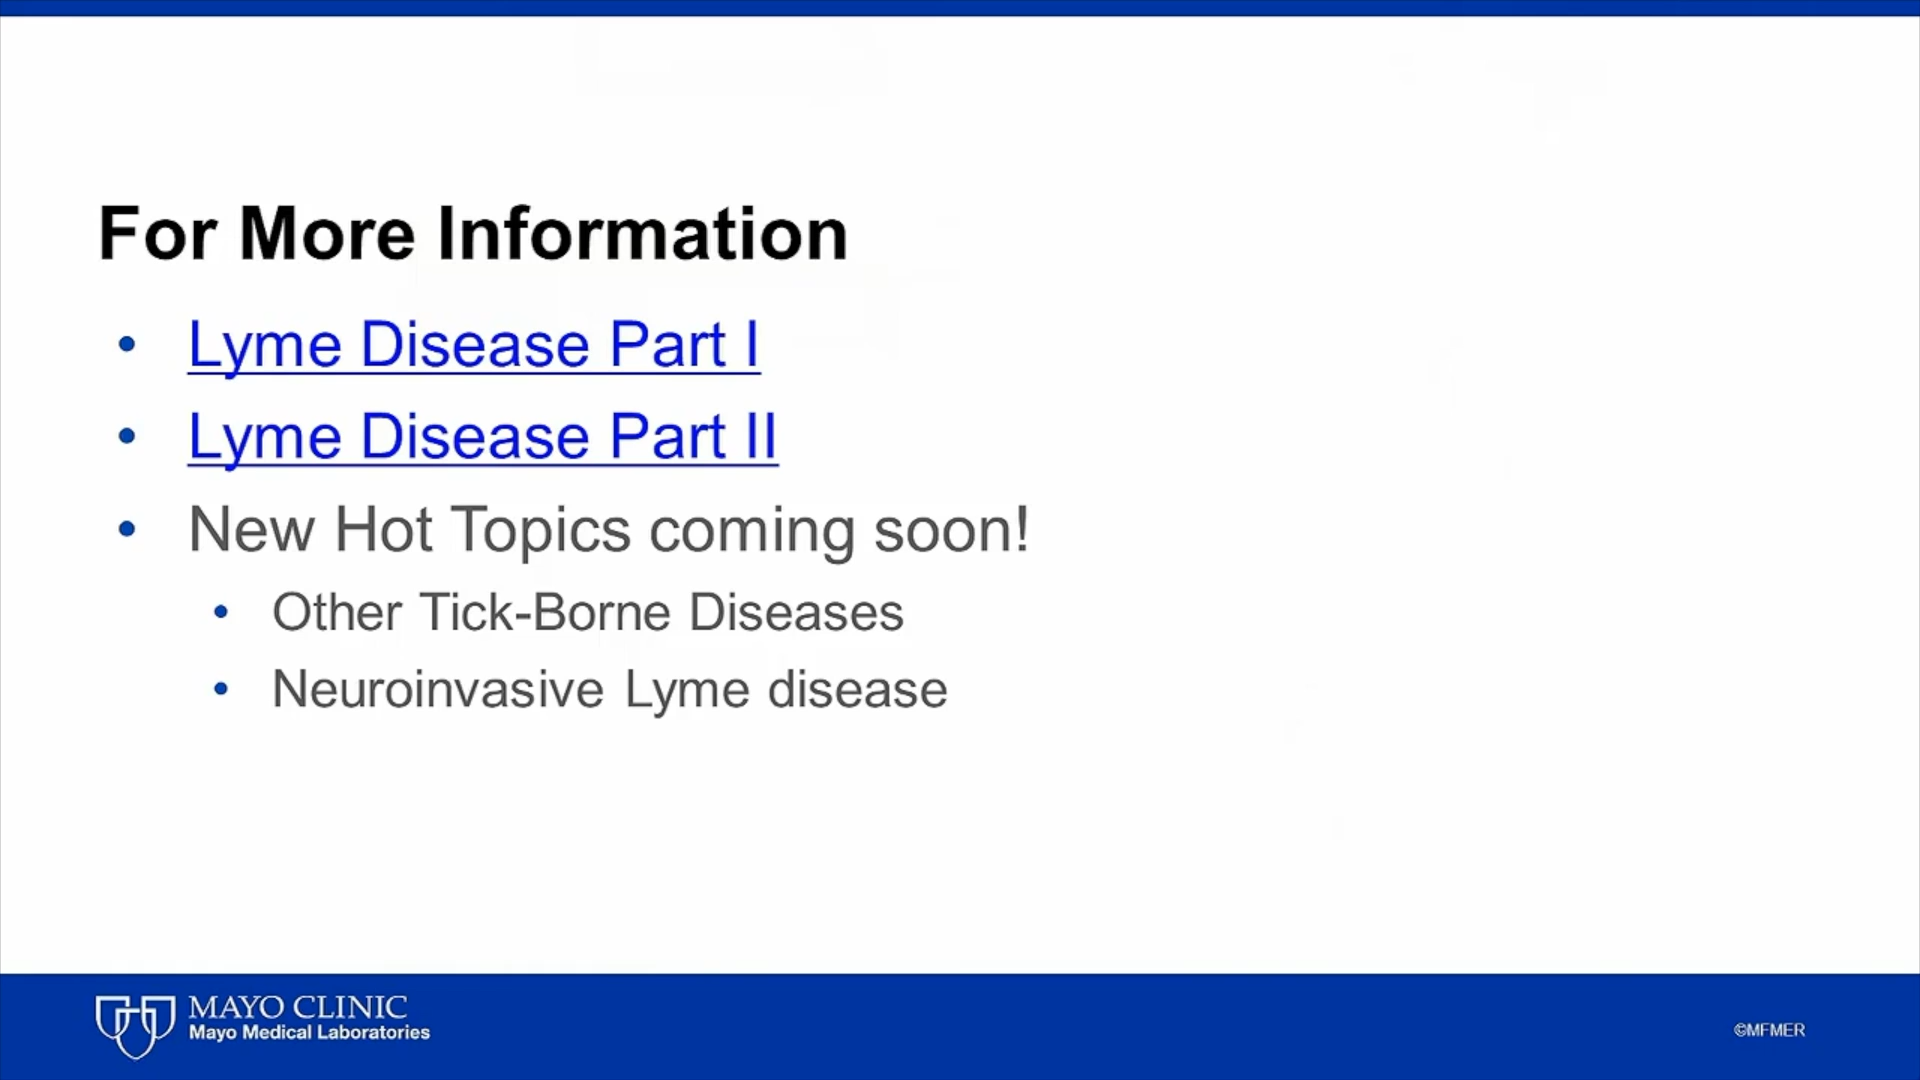 For More Information
• Lyme Disease Part I
• Lyme Disease Part II
• New Hot Topics coming soon!
• Other Tick-Borne Diseases
• Neuroinvasive Lyme disease
MAYO CLINIC
Mayo Medical Laboratories
©MFMER